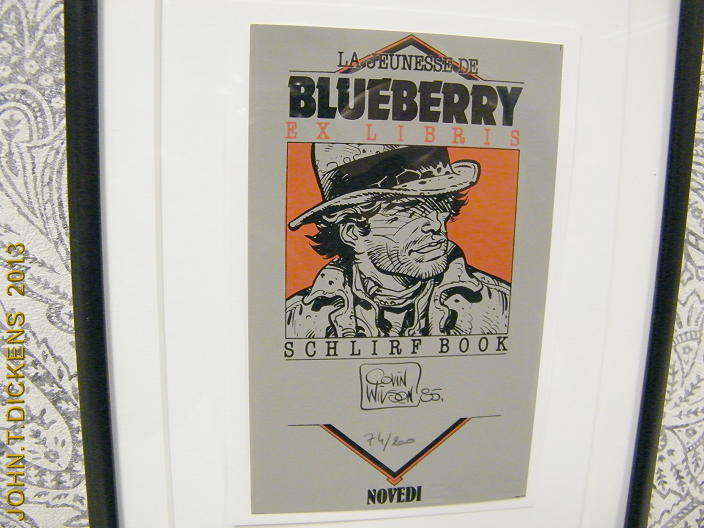 LA JEUNESSE DE
BLUEBERRY
EX LIBRIS
SCHLIRF BOOK
COLIN
WILSON 85.
74/200
NOVEDI
JOHN.T.DICKENS 2013